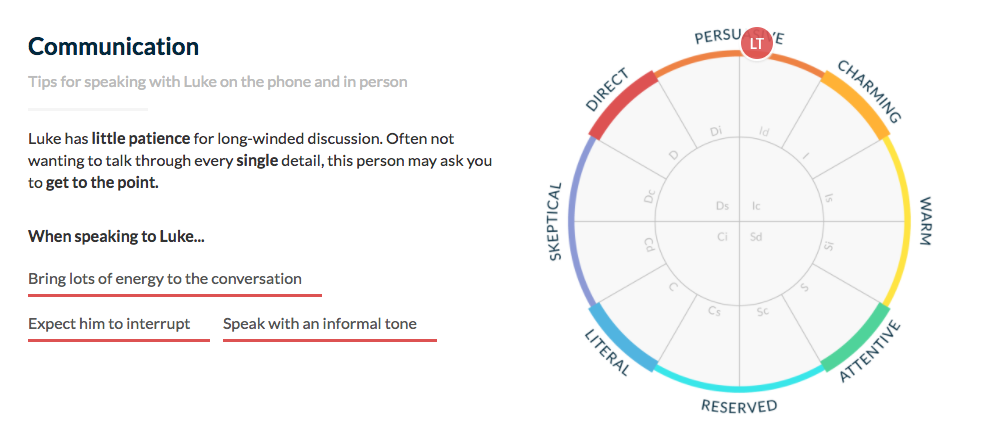 Communication
Tips for speaking with Luke on the phone and in person
Luke has little patience for long-winded discussion. Often not
wanting to talk through every single detail, this person may ask you
to get to the point.
When speaking to Luke...
Bring lots of energy to the conversation
Expect him to interrupt
Speak with an informal tone
PERSUASIVE
LT
DIRECT
CHARMING
SKEPTICAL
WARM
LITERAL
ATTENTIVE
RESERVED
Di
Id
D
I
Dc
Is
Ds
Ic
Ci
Sd
Cd
Si
C
S
Cs
Sc